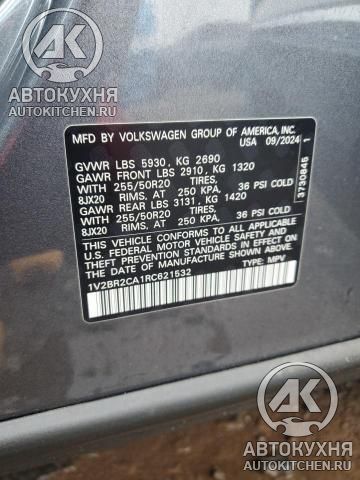 АК
АВТОКУХНЯ
AUTOKITCHEN.RU
MFD BY VOLKSWAGEN GROUP OF AMERICA, INC.
USA 09/2024
1
GVWR LBS 5930, KG 2690
GAWR FRONT LBS 2910, KG 1320
WITH 255/50R20 TIRES,
8JX20 RIMS, AT 250 KPA, 36 PSI COLD
GAWR REAR LBS 3131, KG 1420
WITH 255/50R20 TIRES,
8JX20 RIMS, AT 250 KPA, 36 PSI COLD
THIS VEHICLE CONFORMS TO ALL APPLICABLE
U.S. FEDERAL MOTOR VEHICLE SAFETY AND
THEFT PREVENTION STANDARDS IN EFFECT ON THE
DATE OF MANUFACTURE SHOWN ABOVE.
1V2BR2CA1RC621532 TYPE: MPV
3730845
АК
АВТОКУХНЯ
AUTOKITCHEN.RU